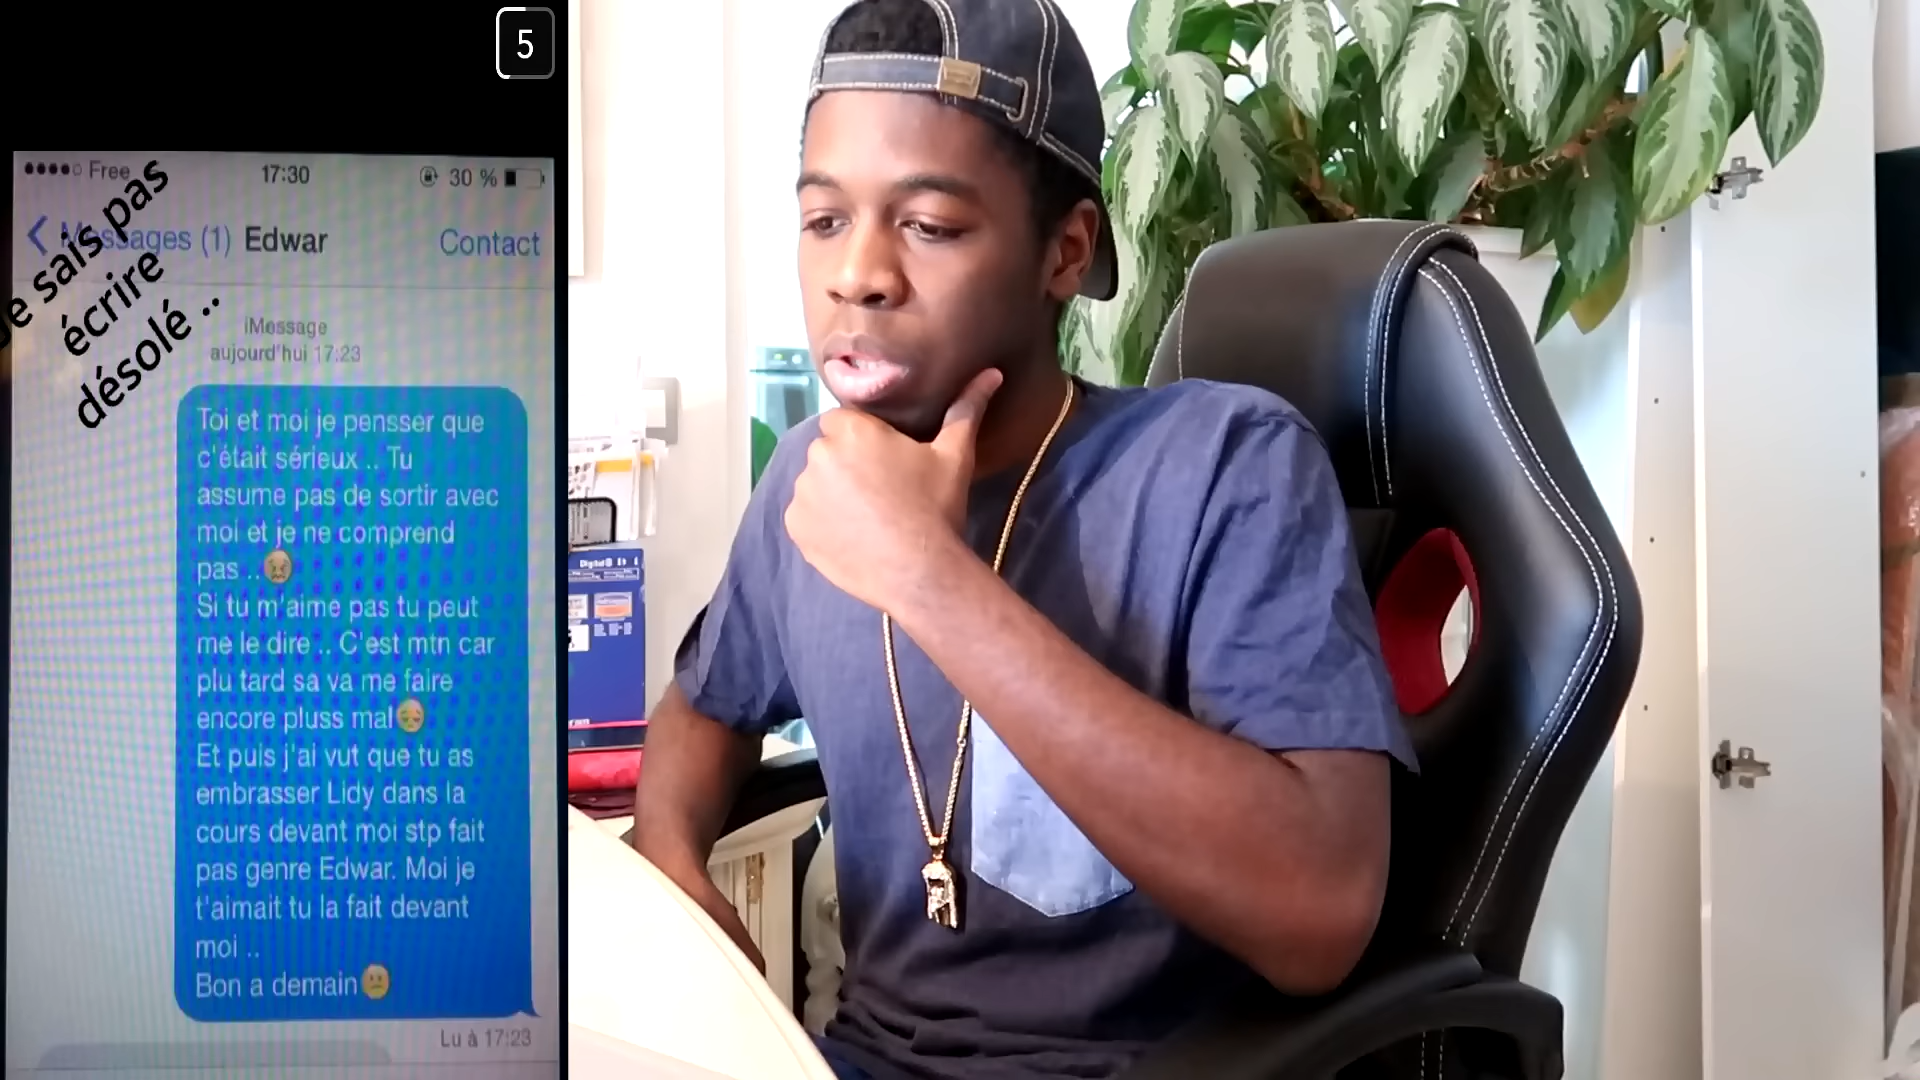 5
Free 17:30 30 %
Messages (1) Edwar Contact
Je sais pas
écrire
désolé ..
iMessage
aujourd'hui 17:23
Toi et moi je pensser que
c'était sérieux .. Tu
assume pas de sortir avec
moi et je ne comprend
pas ..😢
Si tu m'aime pas tu peut
me le dire .. C'est mtn car
plu tard sa va me faire
encore pluss mal😔
Et puis j'ai vut que tu as
embrasser Lidy dans la
cours devant moi stp fait
pas genre Edwar. Moi je
t'aimait tu la fait devant
moi ..
Bon a demain😕
Lu à 17:23